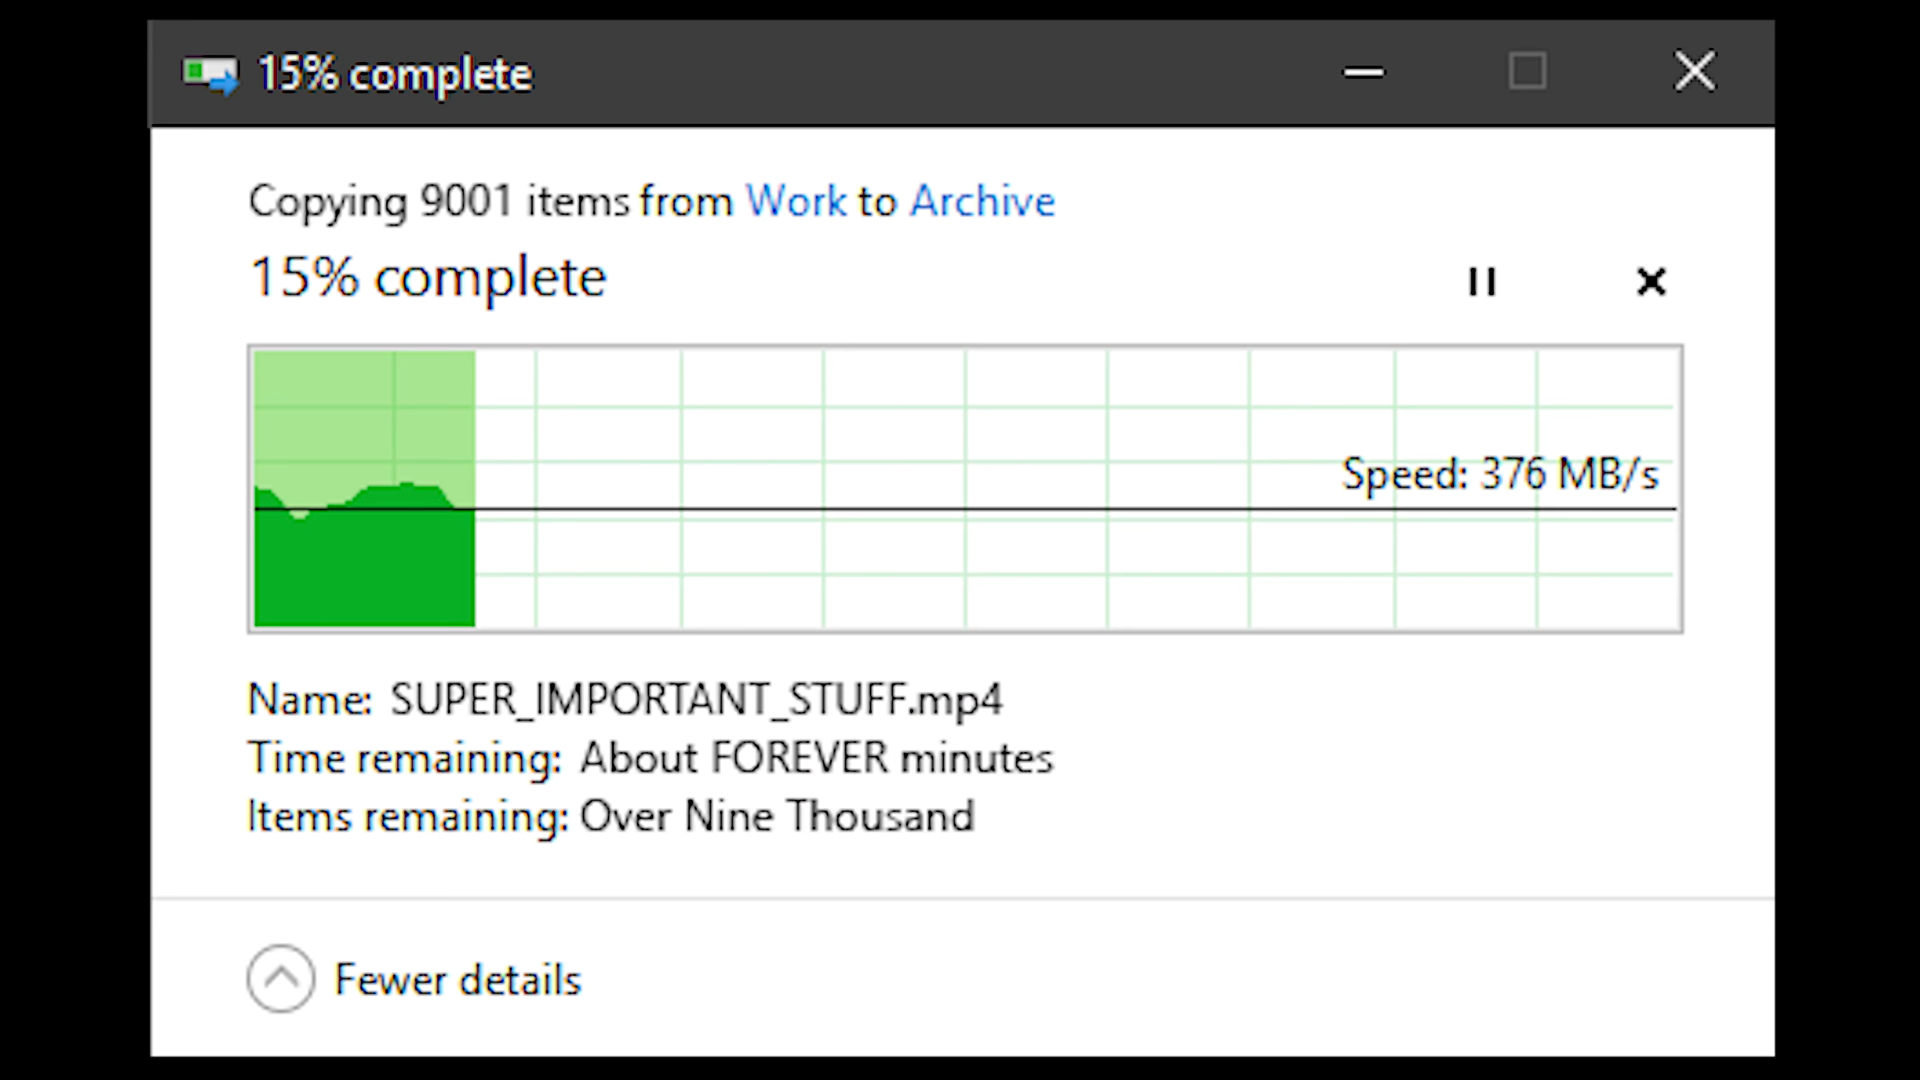 15% complete
Copying 9001 items from Work to Archive
15% complete
Speed: 376 MB/s
Name: SUPER_IMPORTANT_STUFF.mp4
Time remaining: About FOREVER minutes
Items remaining: Over Nine Thousand
Fewer details